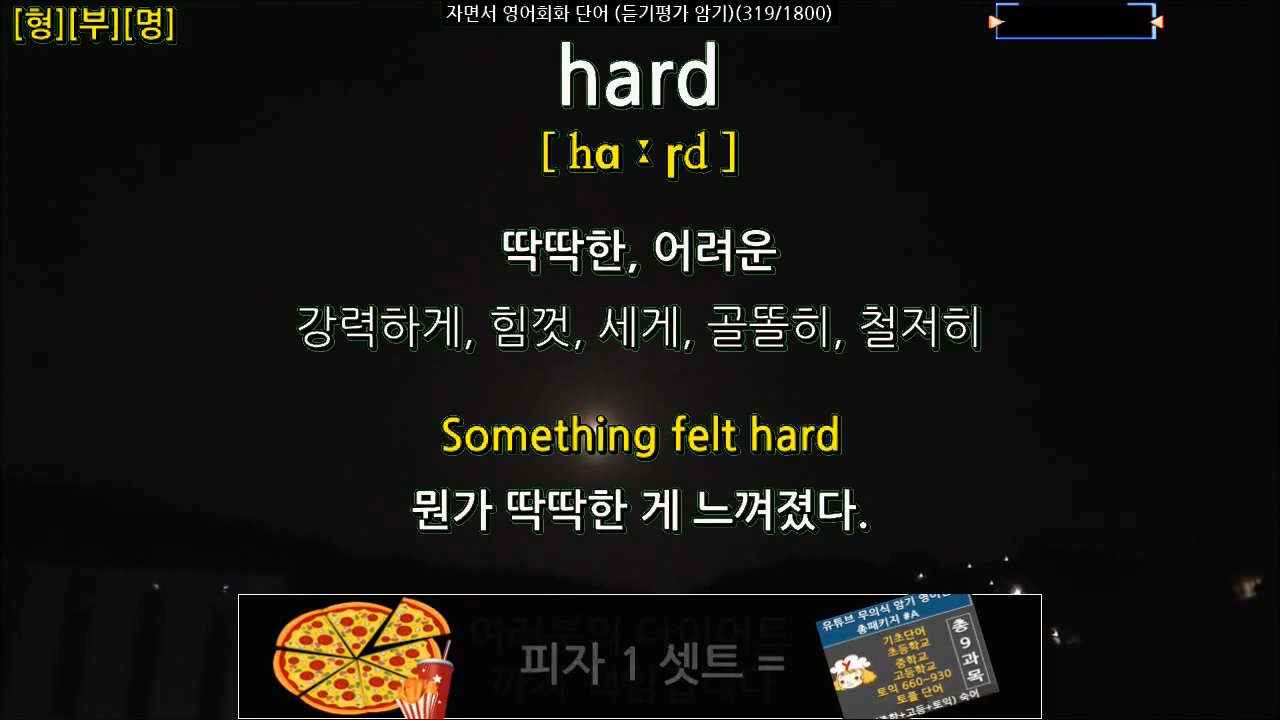 [형][부][명]
자면서 영어회화 단어 (듣기평가 암기)(319/1800)
hard
[ hɑːrd ]
딱딱한, 어려운
강력하게, 힘껏, 세게, 골똘히, 철저히
Something felt hard
뭔가 딱딱한 게 느껴졌다.
피자 1 셋트 =
유튜브 무의식 암기
총패키지 #A
기초단어
초등학교
중학교
고등학교
토익 660~930
토플 단어
총9과목